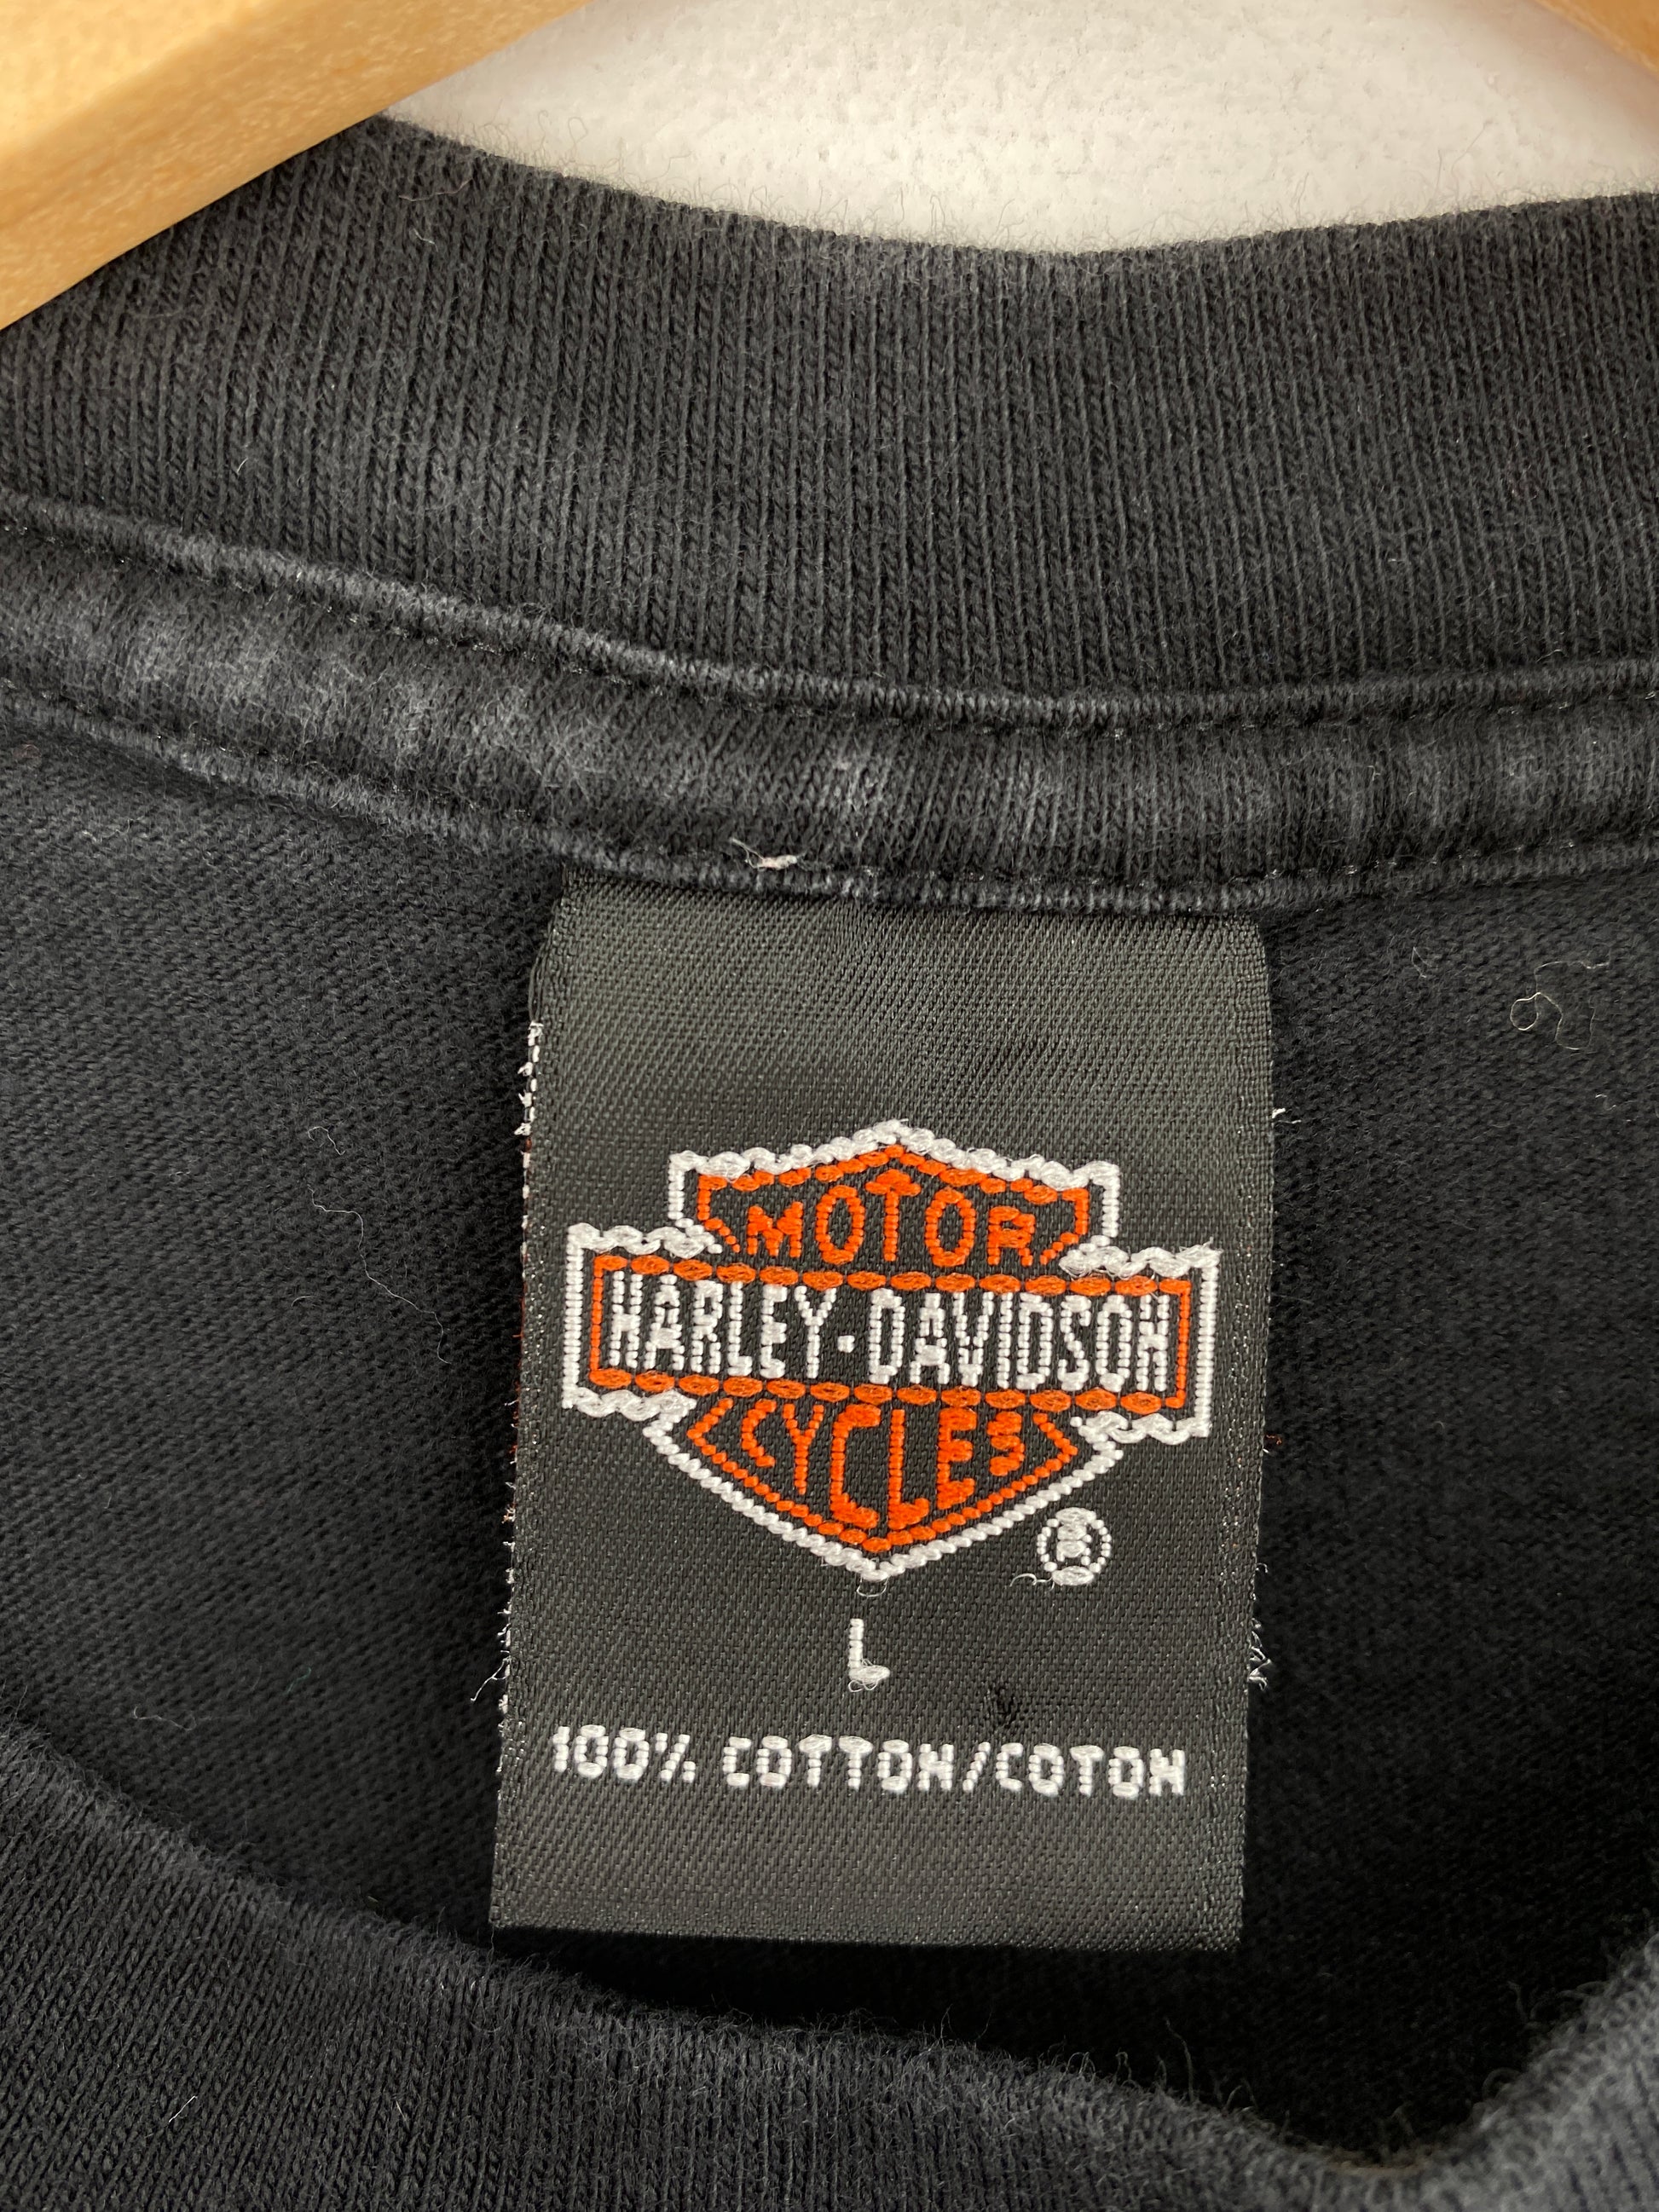 MOTOR
HARLEY-DAVIDSON
CYCLES
®
L
100% COTTON/COTON